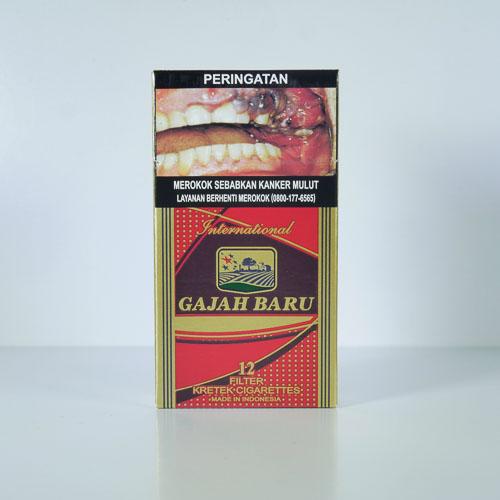 PERINGATAN
MEROKOK SEBABKAN KANKER MULUT
LAYANAN BERHENTI MEROKOK (0800-177-6565)
International
GAJAH BARU
12
FILTER
KRETEK CIGARETTES
MADE IN INDONESIA